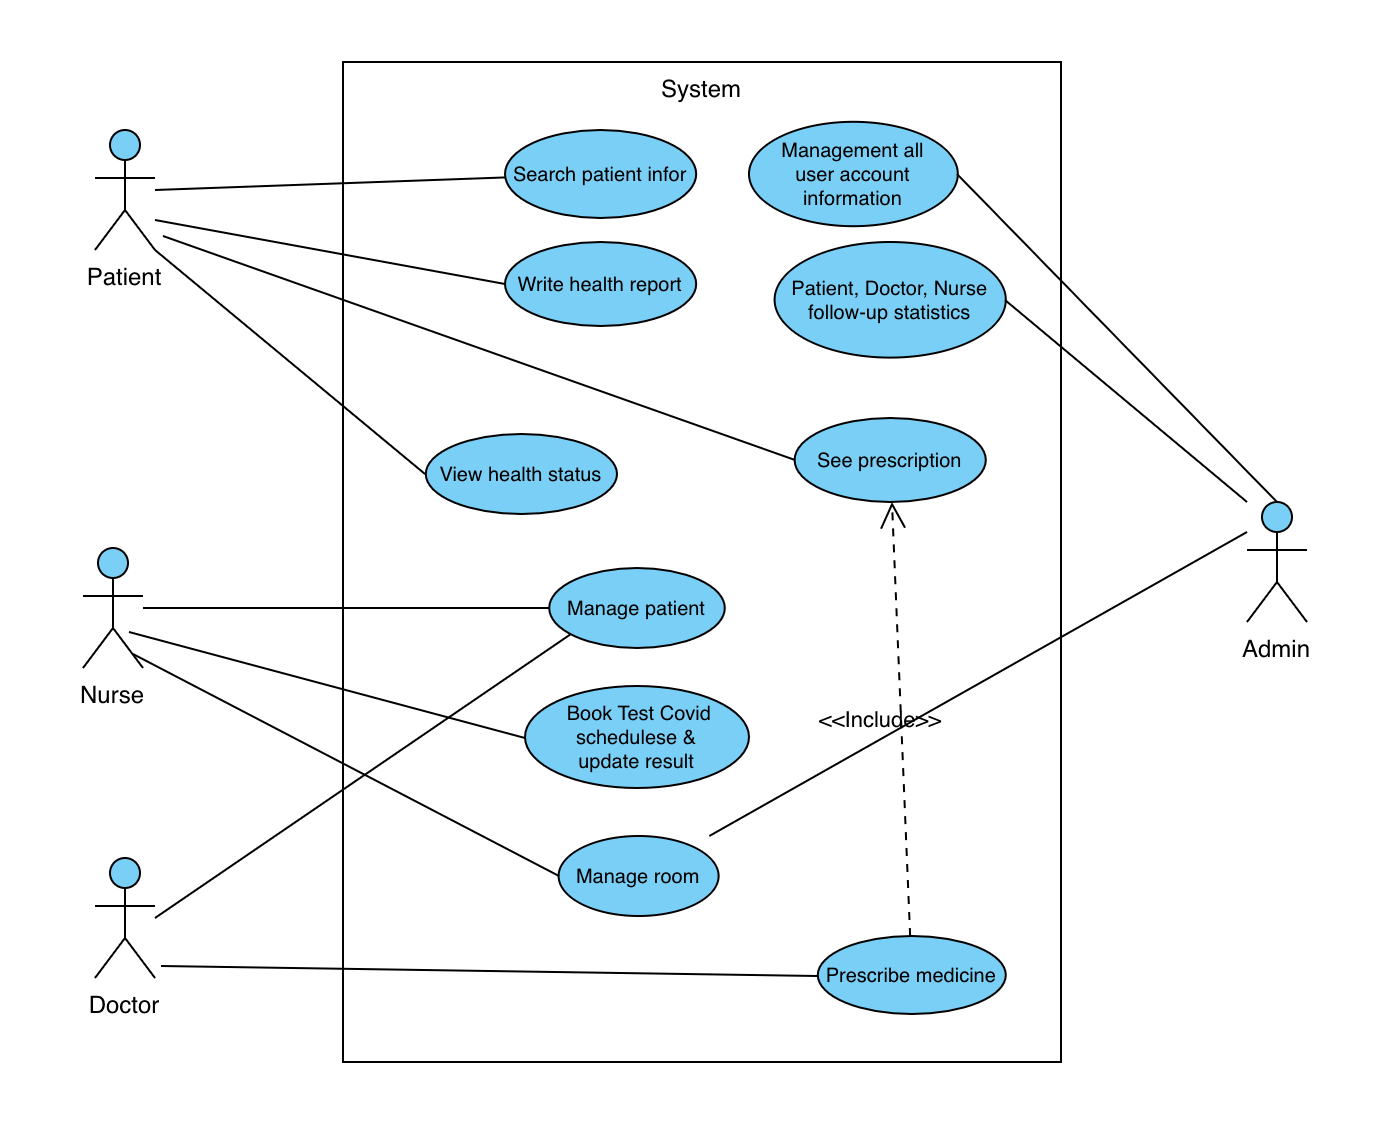 System
Search patient infor
Management all
user account
information
Patient
Write health report
Patient, Doctor, Nurse
follow-up statistics
View health status
See prescription
Manage patient
Admin
Nurse
Book Test Covid
schedulese &
update result
<<Include>>
Manage room
Prescribe medicine
Doctor